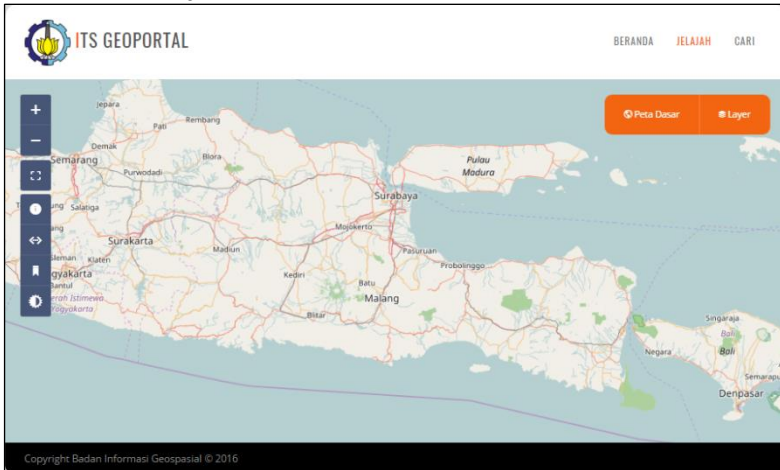 ITS GEOPORTAL
BERANDA JELAJAH CARI
Peta Dasar Layer
Jepara
Pati
Rembang
Demak
Semarang
Blora
Purwodadi
Pulau
Madura
Surabaya
Salatiga
Mojokerto
Surakarta
Madiun
Pasuruan
Klaten
Probolinggo
Kediri
Batu
Malang
Blitar
Singaraja
Bali
Negara
Bali
Denpasar
Copyright Badan Informasi Geospasial © 2016